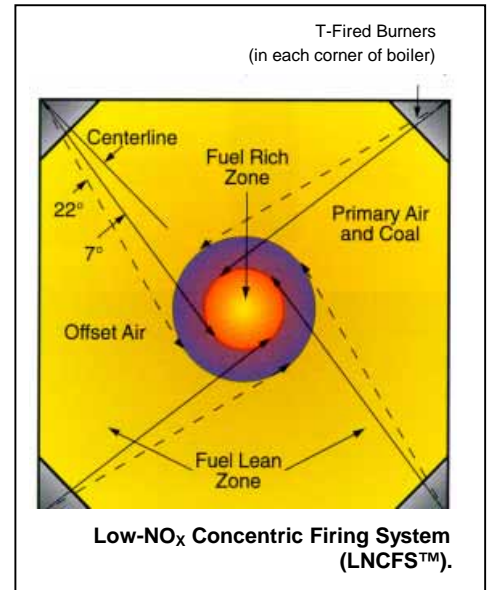 T-Fired Burners
(in each corner of boiler)
Centerline
Fuel Rich
Zone
22°
7°
Primary Air
and Coal
Offset Air
Fuel Lean
Zone
Low-NOX Concentric Firing System
(LNCFS™).